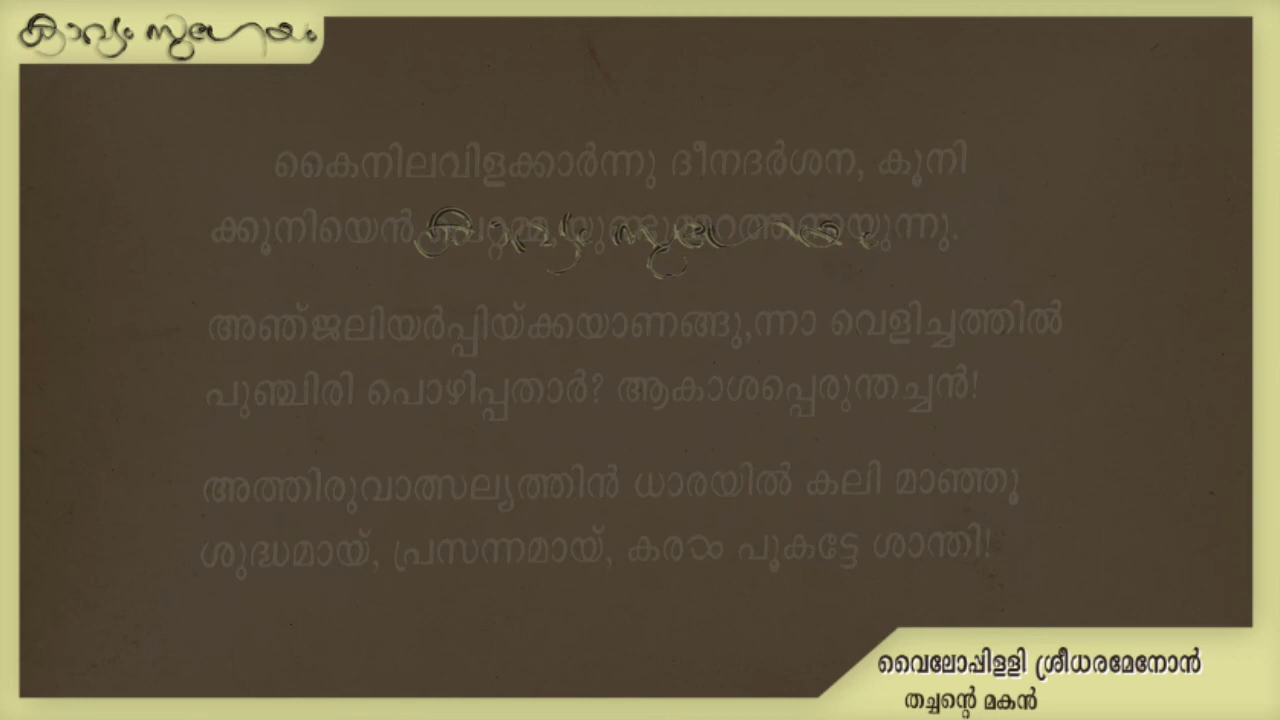 കാവ്യം സുഗേയം
കൈനിലവിളക്കാർന്നു ദീനദർശന, കൂനി
ക്കൂനിയെൻ
കാവ്യം സുഗേയം
അഞ്ജലിയർപ്പിയ്ക്കയാണങ്ങു,ന്നാ വെളിച്ചത്തിൽ
പുഞ്ചിരി പൊഴിപ്പതാർ? ആകാശപ്പെരുന്തച്ചൻ!
അത്തിരുവാത്സല്യത്തിൻ ധാരയിൽ കലി മാഞ്ഞൂ
ശുദ്ധമായ്, പ്രസന്നമായ്, കരളാം പൂകട്ടേ ശാന്തി!
വൈലോപ്പിള്ളി ശ്രീധരമേനോൻ
തച്ചന്റെ മകൻ